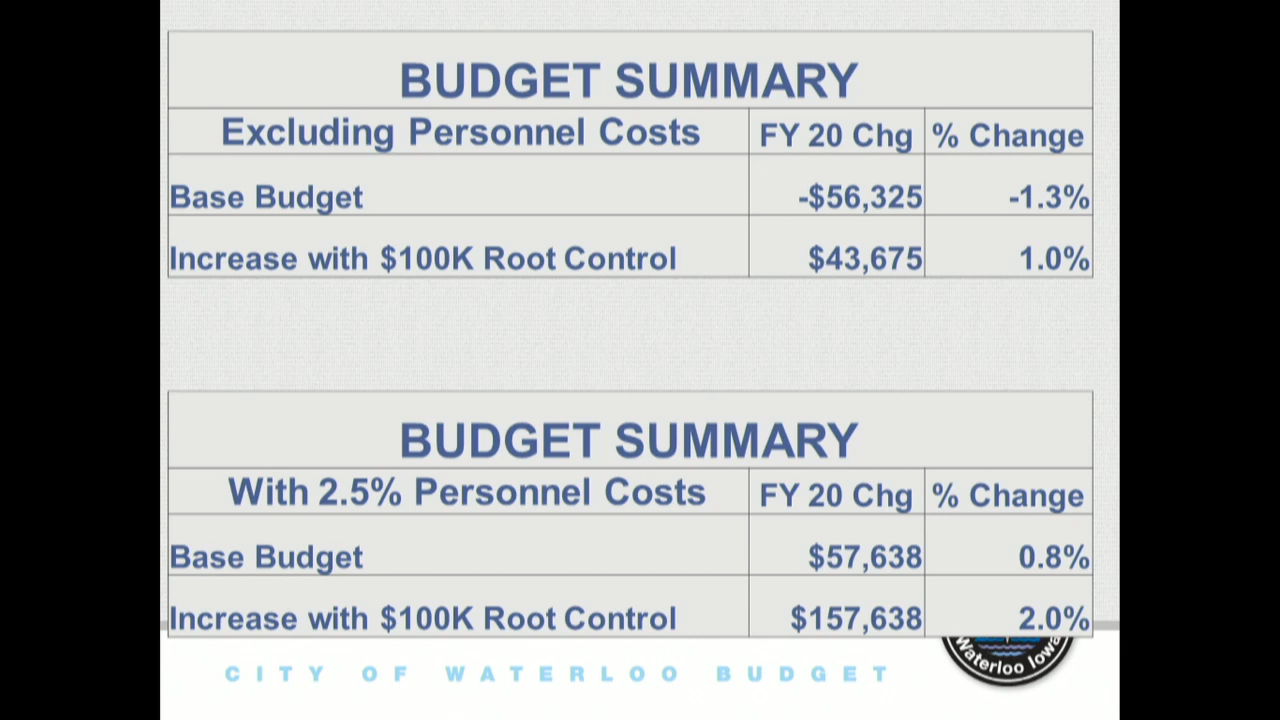 BUDGET SUMMARY
Excluding Personnel Costs FY 20 Chg % Change
Base Budget -$56,325 -1.3%
Increase with $100K Root Control $43,675 1.0%
BUDGET SUMMARY
With 2.5% Personnel Costs FY 20 Chg % Change
Base Budget $57,638 0.8%
Increase with $100K Root Control $157,638 2.0%
Waterloo Iowa
CITY OF WATERLOO BUDGET